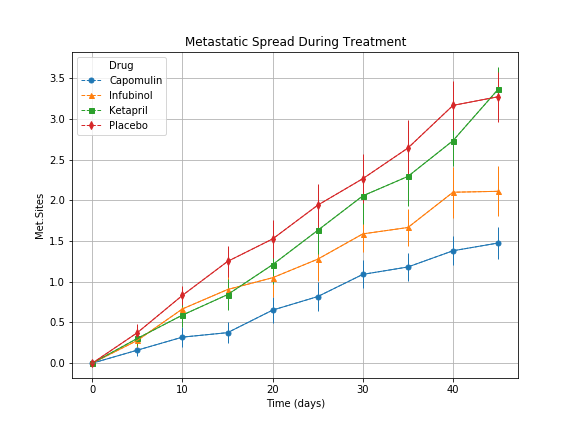 Metastatic Spread During Treatment
Drug
Capomulin
Infubinol
Ketapril
Placebo
3.5
3.0
2.5
2.0
1.5
1.0
0.5
0.0
Met.Sites
0 10 20 30 40
Time (days)